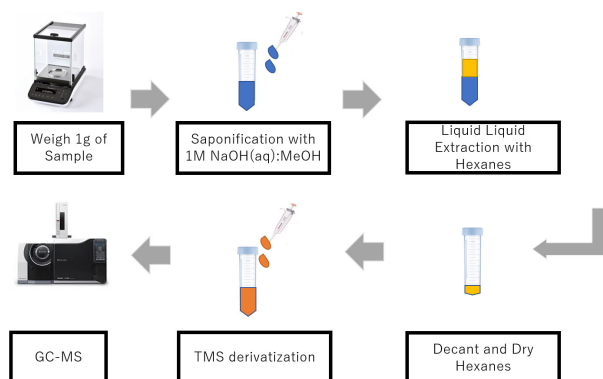 Weigh 1g of
Sample
Saponification with
1M NaOH(aq):MeOH
Liquid Liquid
Extraction with
Hexanes
GC-MS
TMS derivatization
Decant and Dry
Hexanes